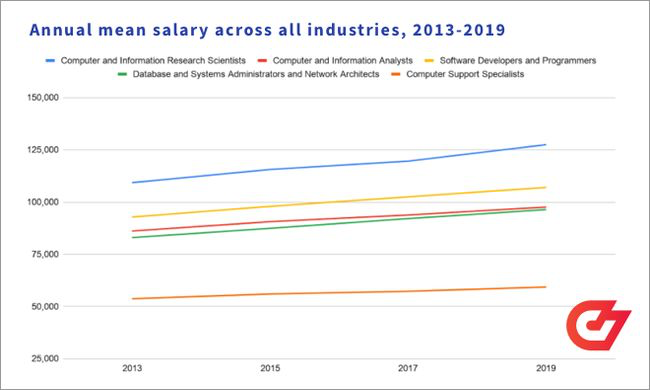 Annual mean salary across all industries, 2013-2019
Computer and Information Research Scientists Computer and Information Analysts Software Developers and Programmers
Database and Systems Administrators and Network Architects Computer Support Specialists
150,000
125,000
100,000
75,000
50,000
25,000
2013 2015 2017 2019